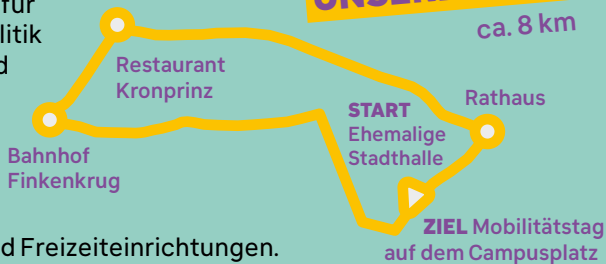 für
litik
d
ca. 8 km
Restaurant
Kronprinz
START
Ehemalige
Stadthalle
Rathaus
Bahnhof
Finkenkrug
ZIEL Mobilitätstag
auf dem Campusplatz
d Freizeiteinrichtungen.